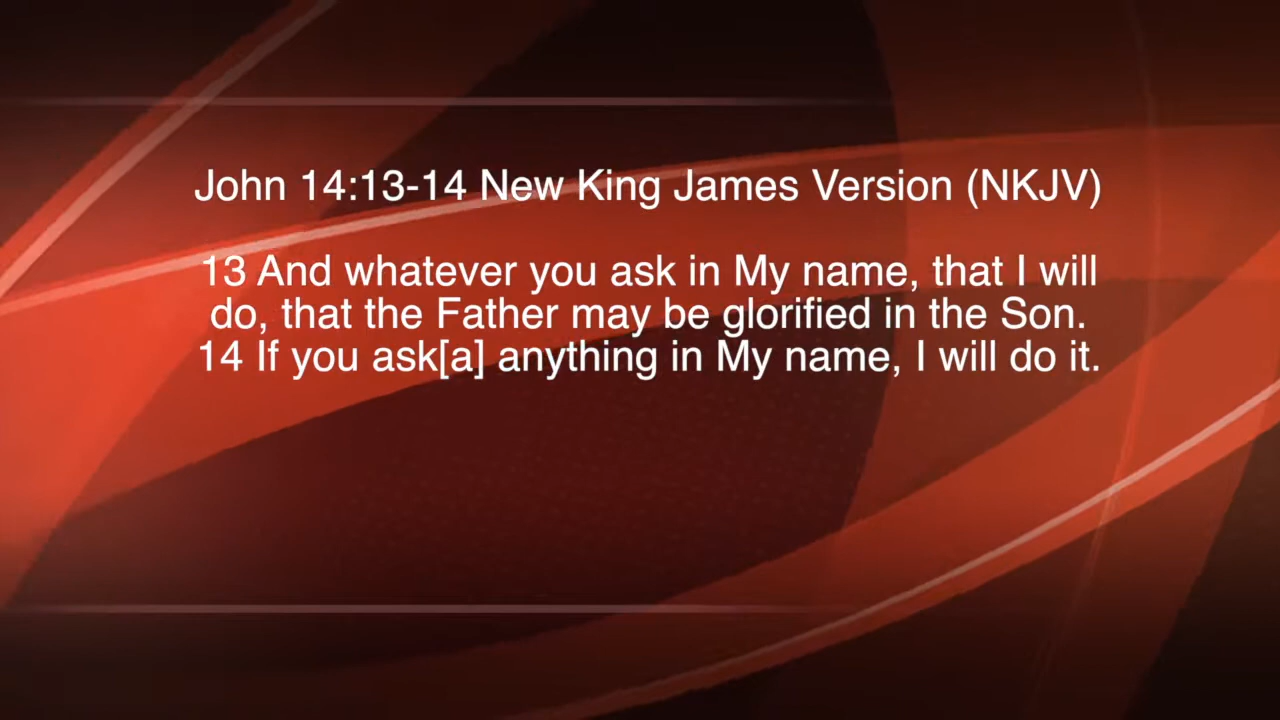 John 14:13-14 New King James Version (NKJV)
13 And whatever you ask in My name, that I will
do, that the Father may be glorified in the Son.
14 If you ask[a] anything in My name, I will do it.